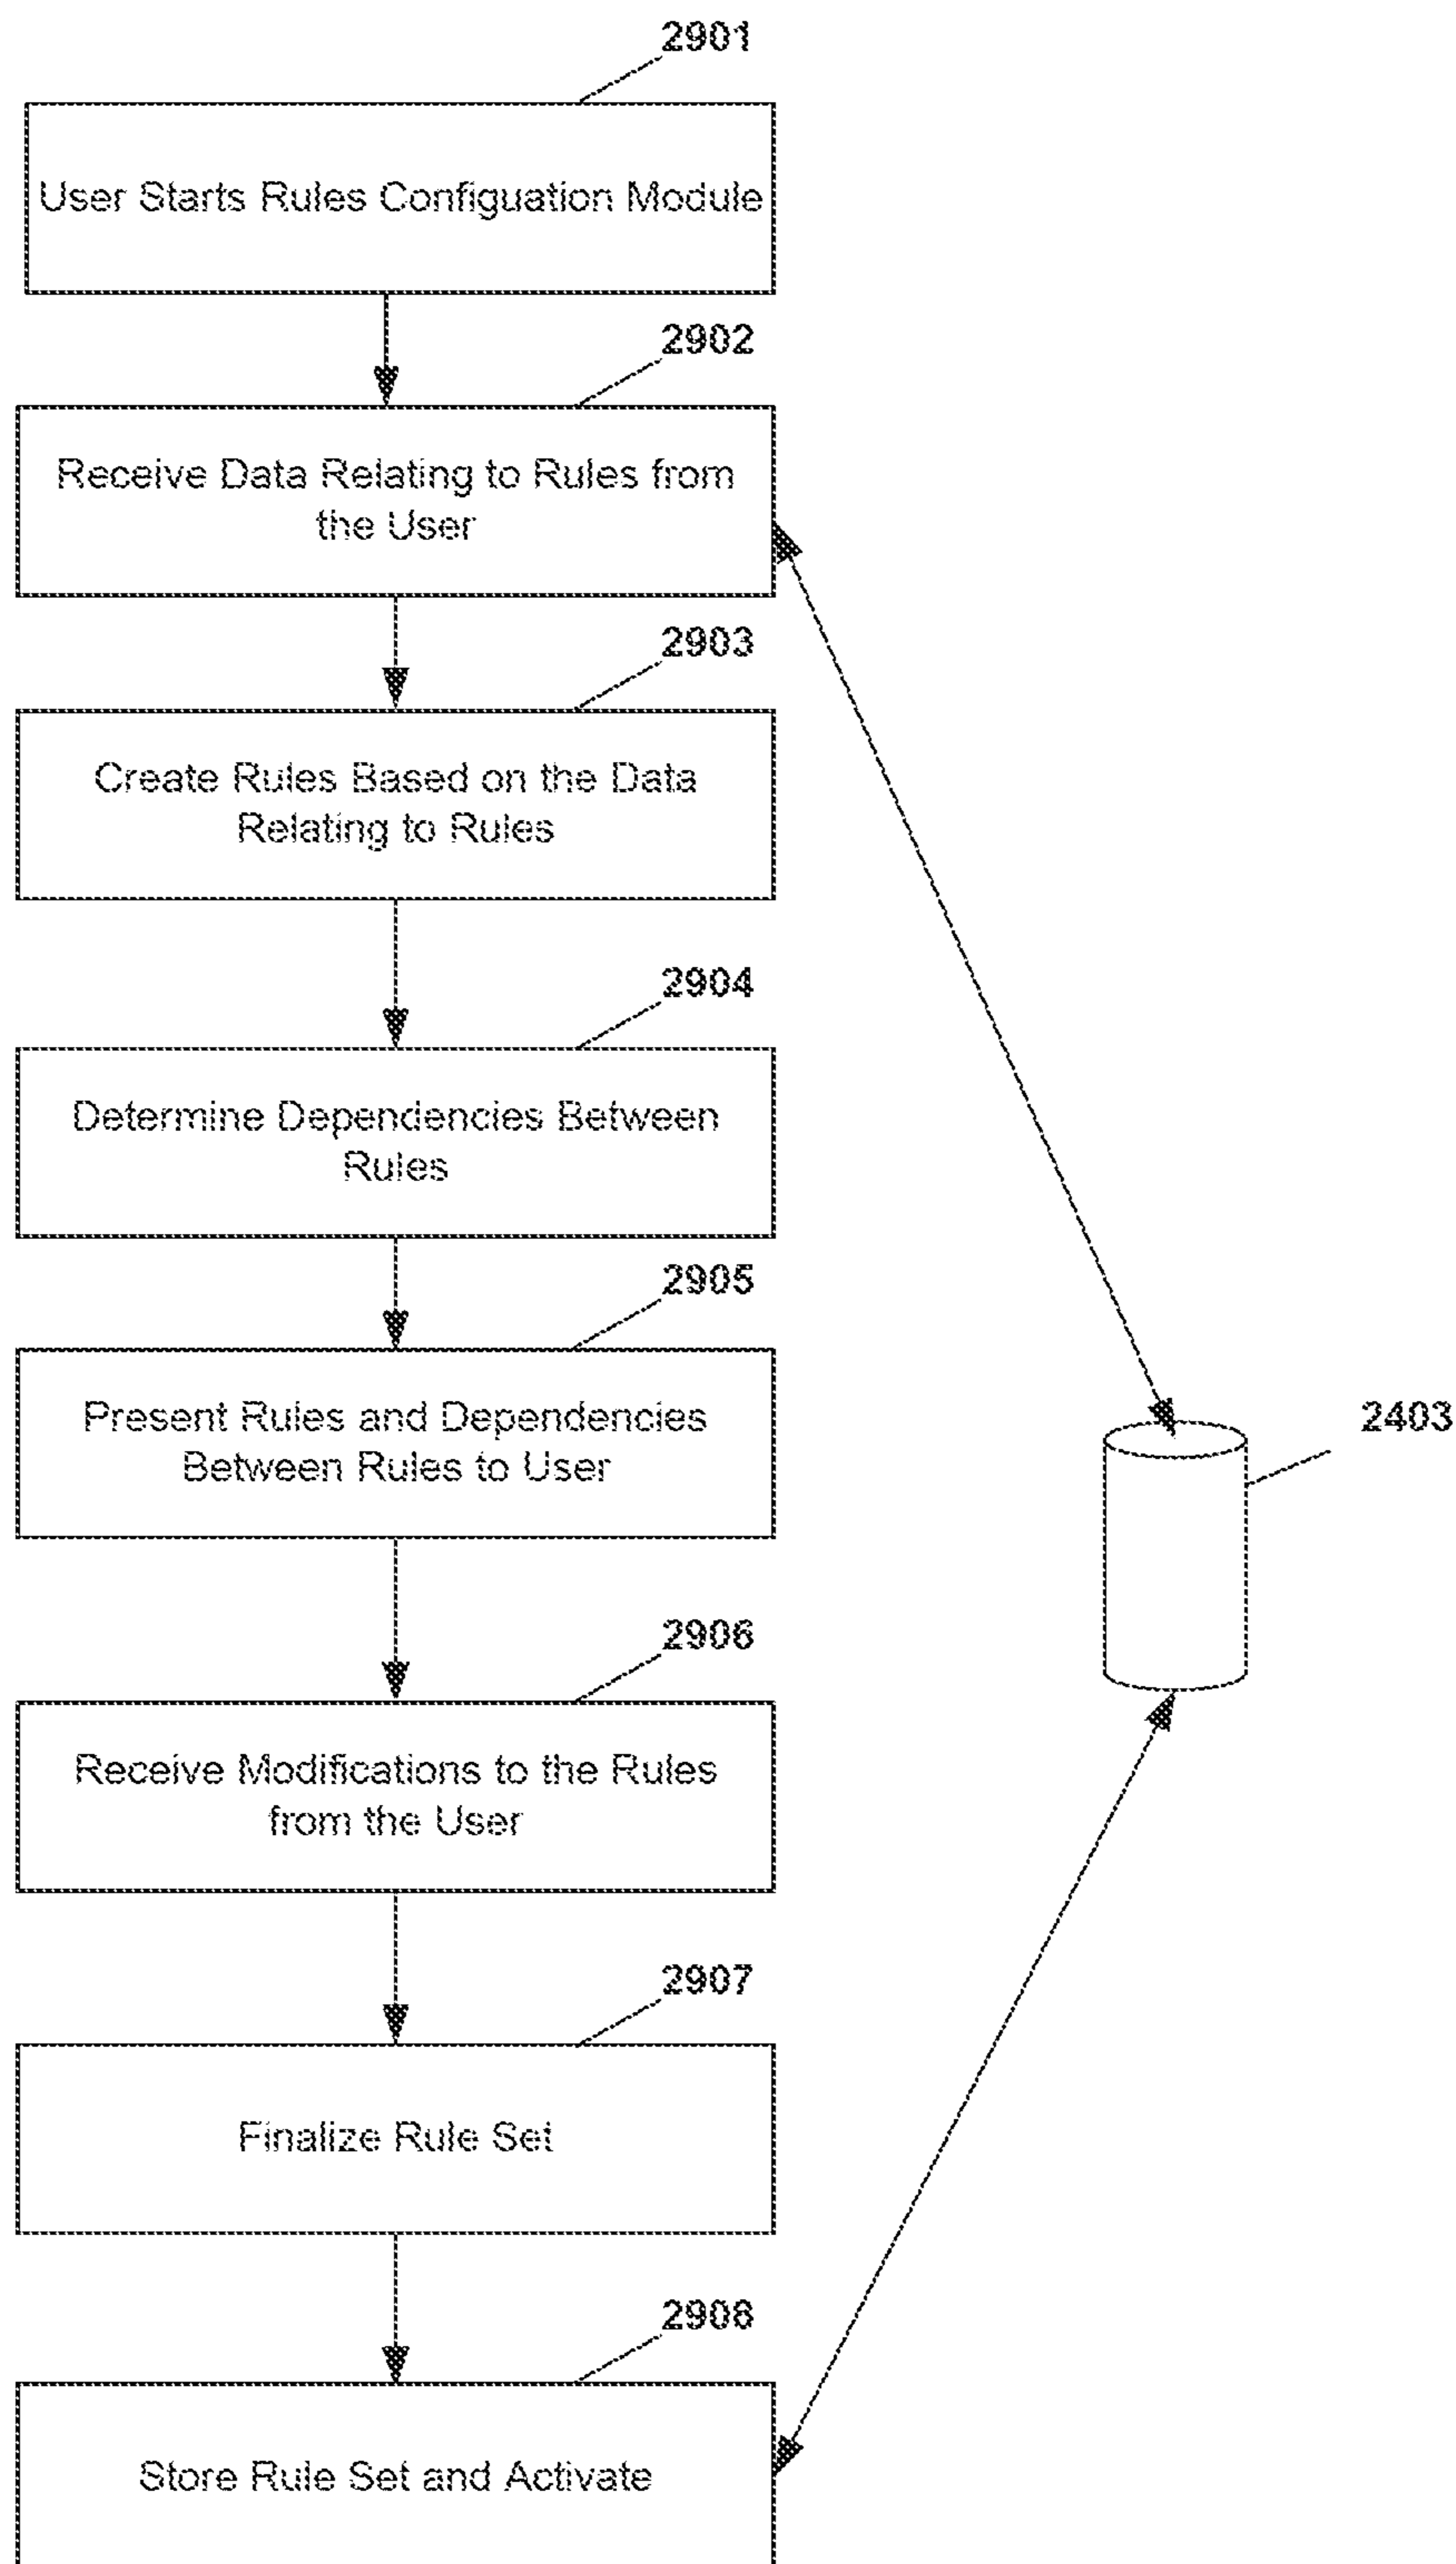 2901
User Starts Rules Configuation Module
2902
Receive Data Relating to Rules from
the User
2903
Create Rules Based on the Data
Relating to Rules
2904
Determine Dependencies Between
Rules
2905
Present Rules and Dependencies
Between Rules to User
2403
2906
Receive Modifications to the Rules
from the User
2907
Finalize Rule Set
2908
Store Rule Set and Activate